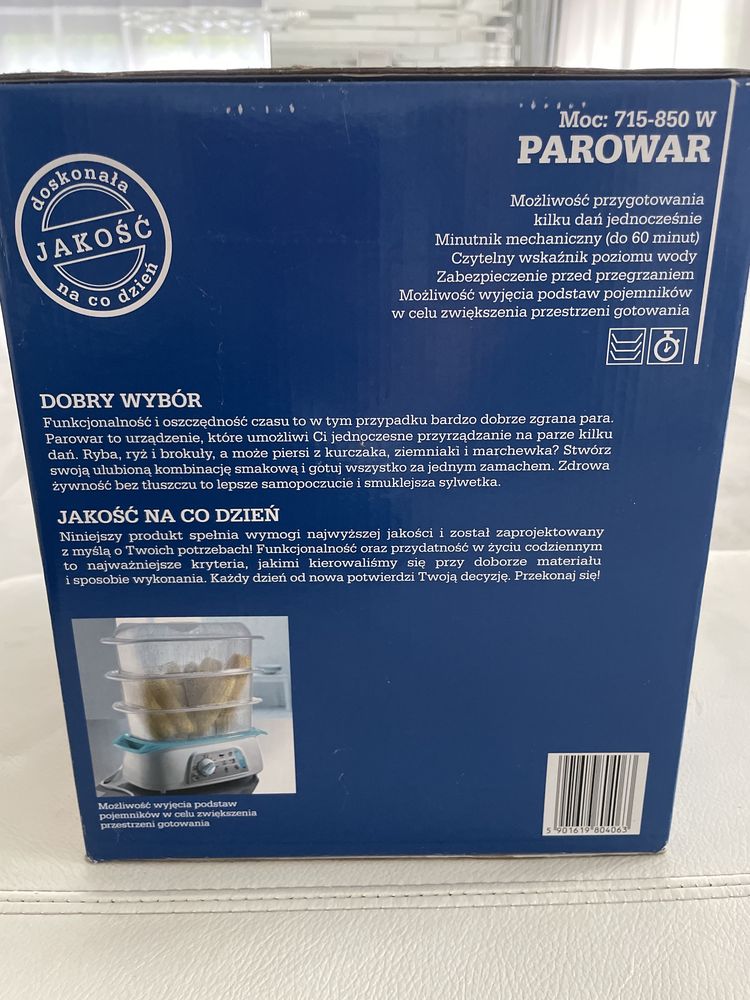 doskonała
JAKOŚĆ
na co dzień
Moc: 715-850 W
PAROWAR
Możliwość przygotowania
kilku dań jednocześnie
Minutnik mechaniczny (do 60 minut)
Czytelny wskaźnik poziomu wody
Zabezpieczenie przed przegrzaniem
Możliwość wyjęcia podstaw pojemników
w celu zwiększenia przestrzeni gotowania
DOBRY WYBÓR
Funkcjonalność i oszczędność czasu to w tym przypadku bardzo dobrze zgrana para.
Parowar to urządzenie, które umożliwi Ci jednoczesne przyrządzanie na parze kilku
dań. Ryba, ryż i brokuły, a może piersi z kurczaka, ziemniaki i marchewka? Stwórz
swoją ulubioną kombinację smakową i gotuj wszystko za jednym zamachem. Zdrowa
żywność bez tłuszczu to lepsze samopoczucie i smuklejsza sylwetka.
JAKOŚĆ NA CO DZIEŃ
Niniejszy produkt spełnia wymogi najwyższej jakości i został zaprojektowany
z myślą o Twoich potrzebach! Funkcjonalność oraz przydatność w życiu codziennym
to najważniejsze kryteria, jakimi kierowaliśmy się przy doborze materiału
i sposobie wykonania. Każdy dzień od nowa potwierdzi Twoją decyzję. Przekonaj się!
Możliwość wyjęcia podstaw
pojemników w celu zwiększenia
przestrzeni gotowania
5 901619 804063